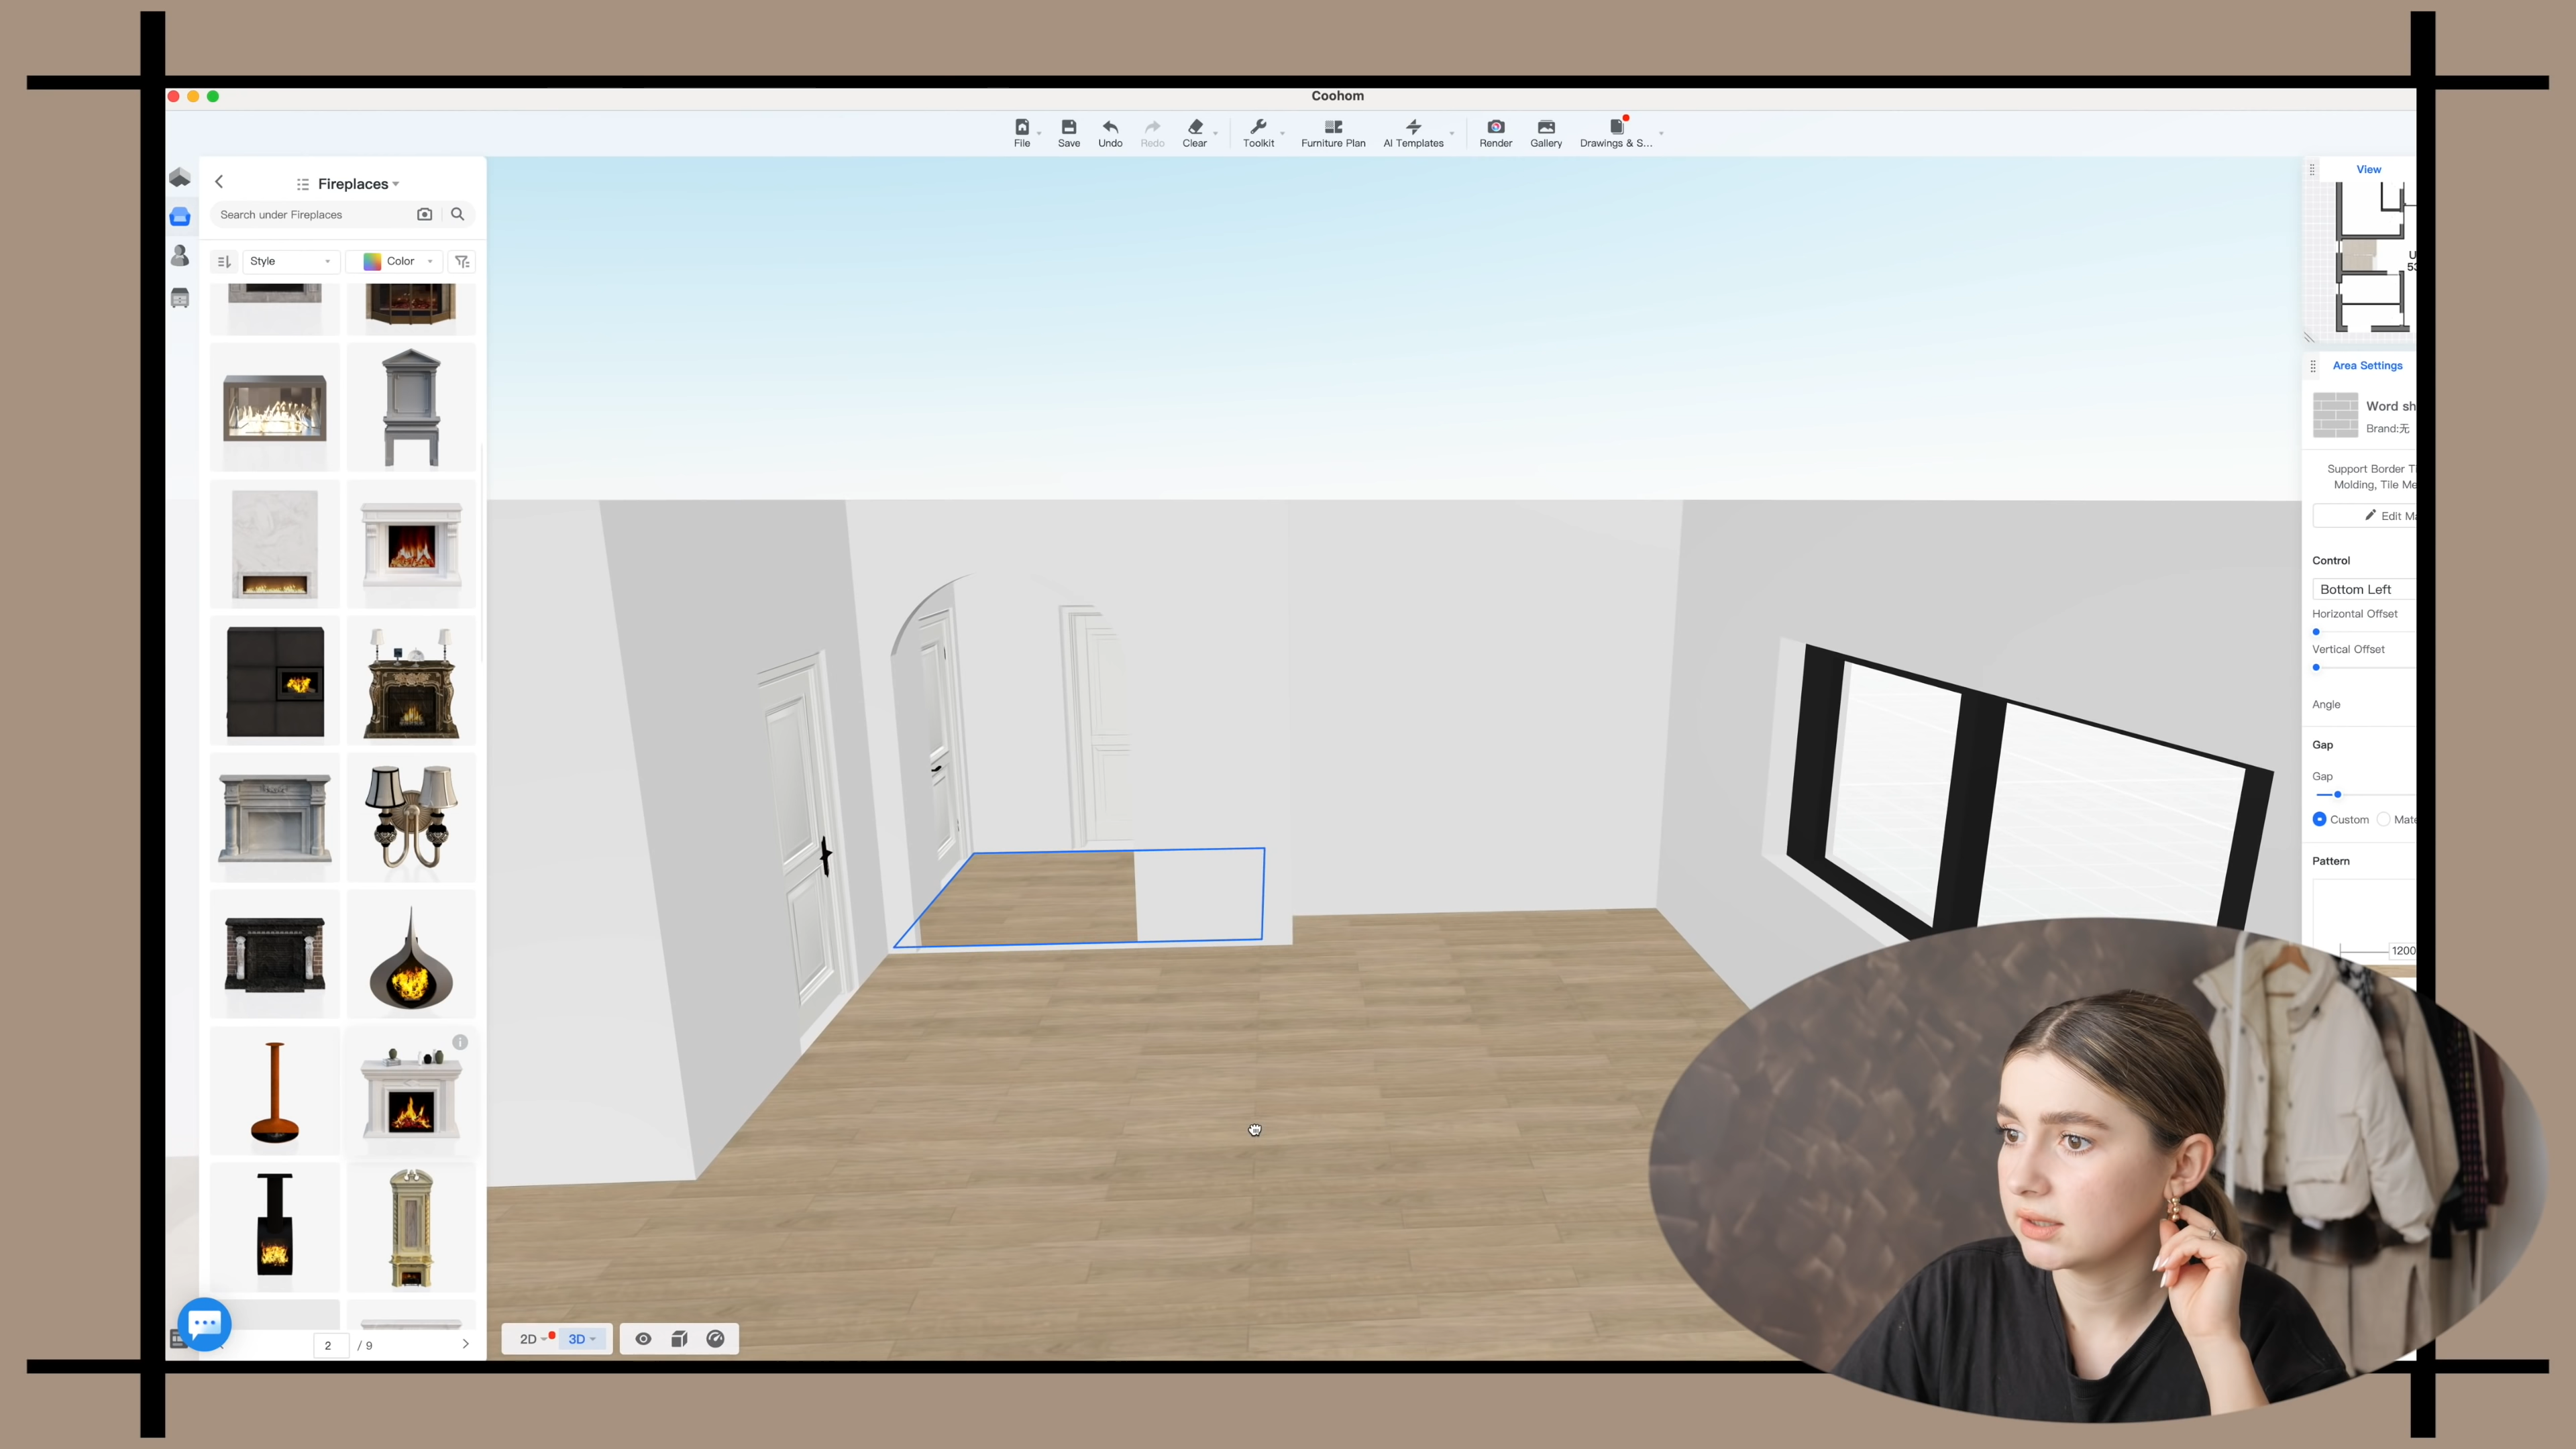 Coohom
File
Save
Undo
Redo
Clear
Toolkit
Furniture Plan
AI Templates
Render
Gallery
Drawings & S...
Fireplaces
Search under Fireplaces
Style
Color
2 / 9
2D
3D
View
Area Settings
Word sh
Brand:无
Support Border T
Molding, Tile Me
Edit Ma
Control
Bottom Left
Horizontal Offset
Vertical Offset
Angle
Gap
Gap
Custom Mate
Pattern
1200